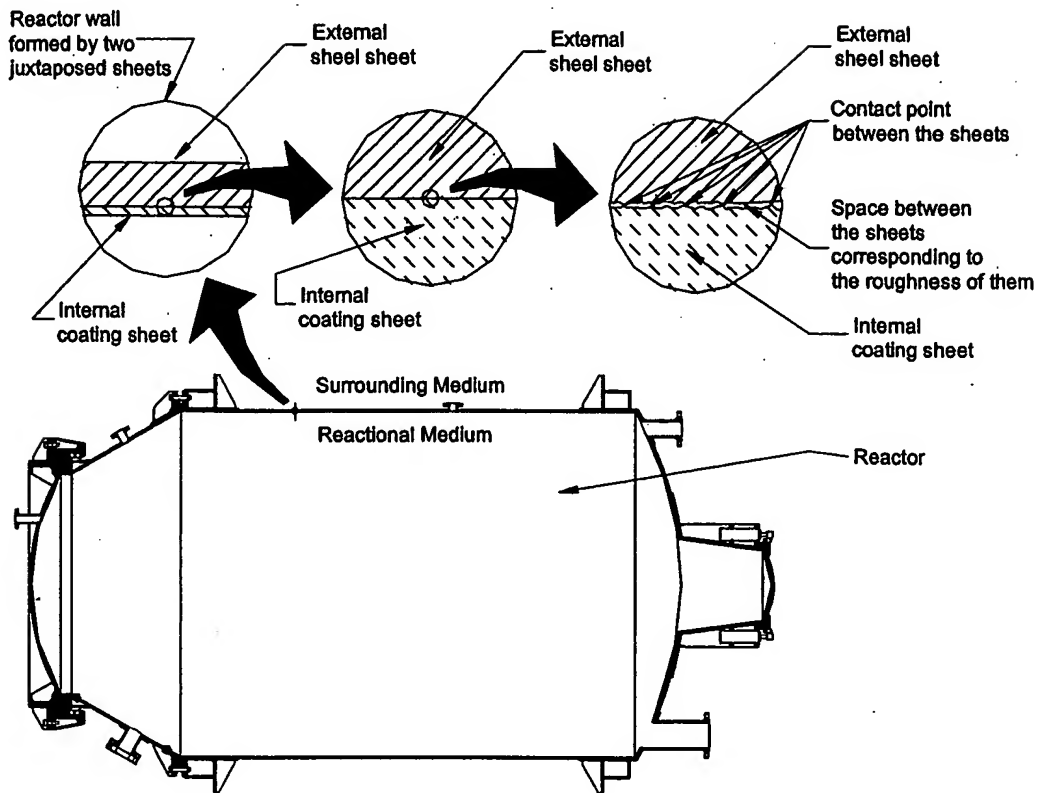 Reactor wall
formed by two
juxtaposed sheets
External
sheel sheet
External
sheel sheet
External
sheel sheet
Contact point
between the sheets
Space between
the sheets
corresponding to
the roughness of them
Internal
coating sheet
Internal
coating sheet
Internal
coating sheet
Surrounding Medium
Reactional Medium
Reactor